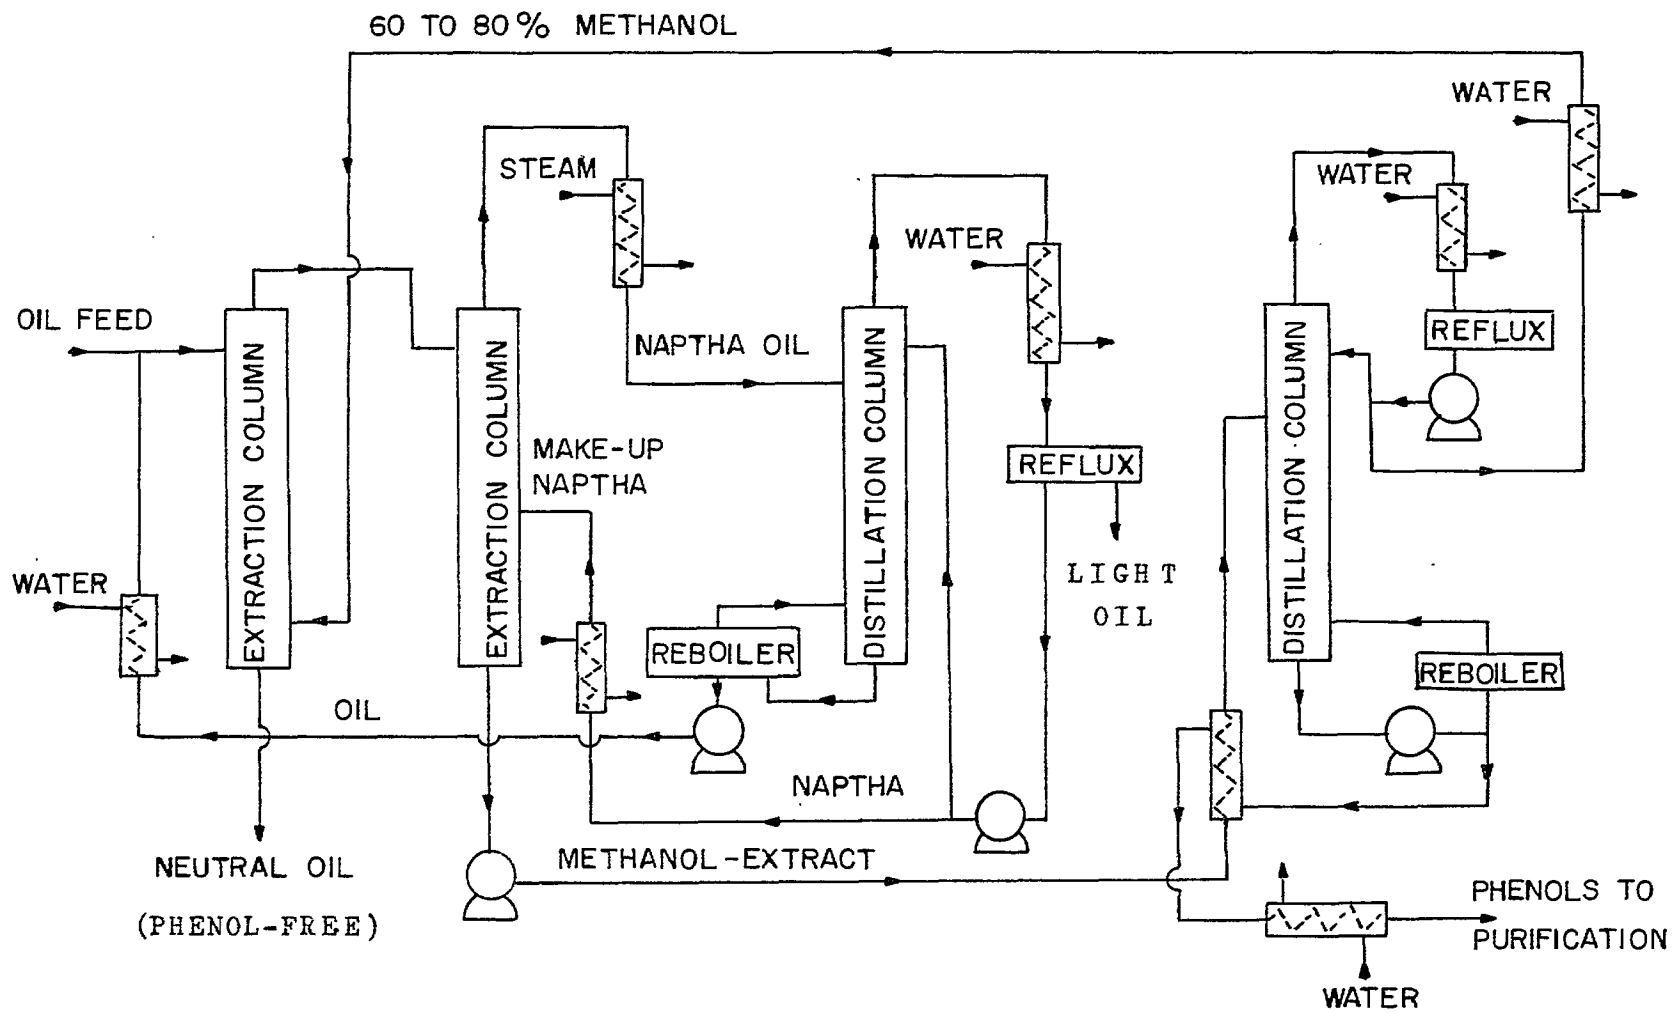 60 TO 80% METHANOL
WATER
STEAM
WATER
WATER
OIL FEED
NAPTHA OIL
REFLUX
EXTRACTION COLUMN
EXTRACTION COLUMN
DISTILLATION COLUMN
DISTILLATION COLUMN
MAKE-UP
NAPTHA
REFLUX
LIGHT
OIL
WATER
REBOILER
REBOILER
OIL
NAPTHA
NEUTRAL OIL
(PHENOL-FREE)
METHANOL-EXTRACT
PHENOLS TO
PURIFICATION
WATER